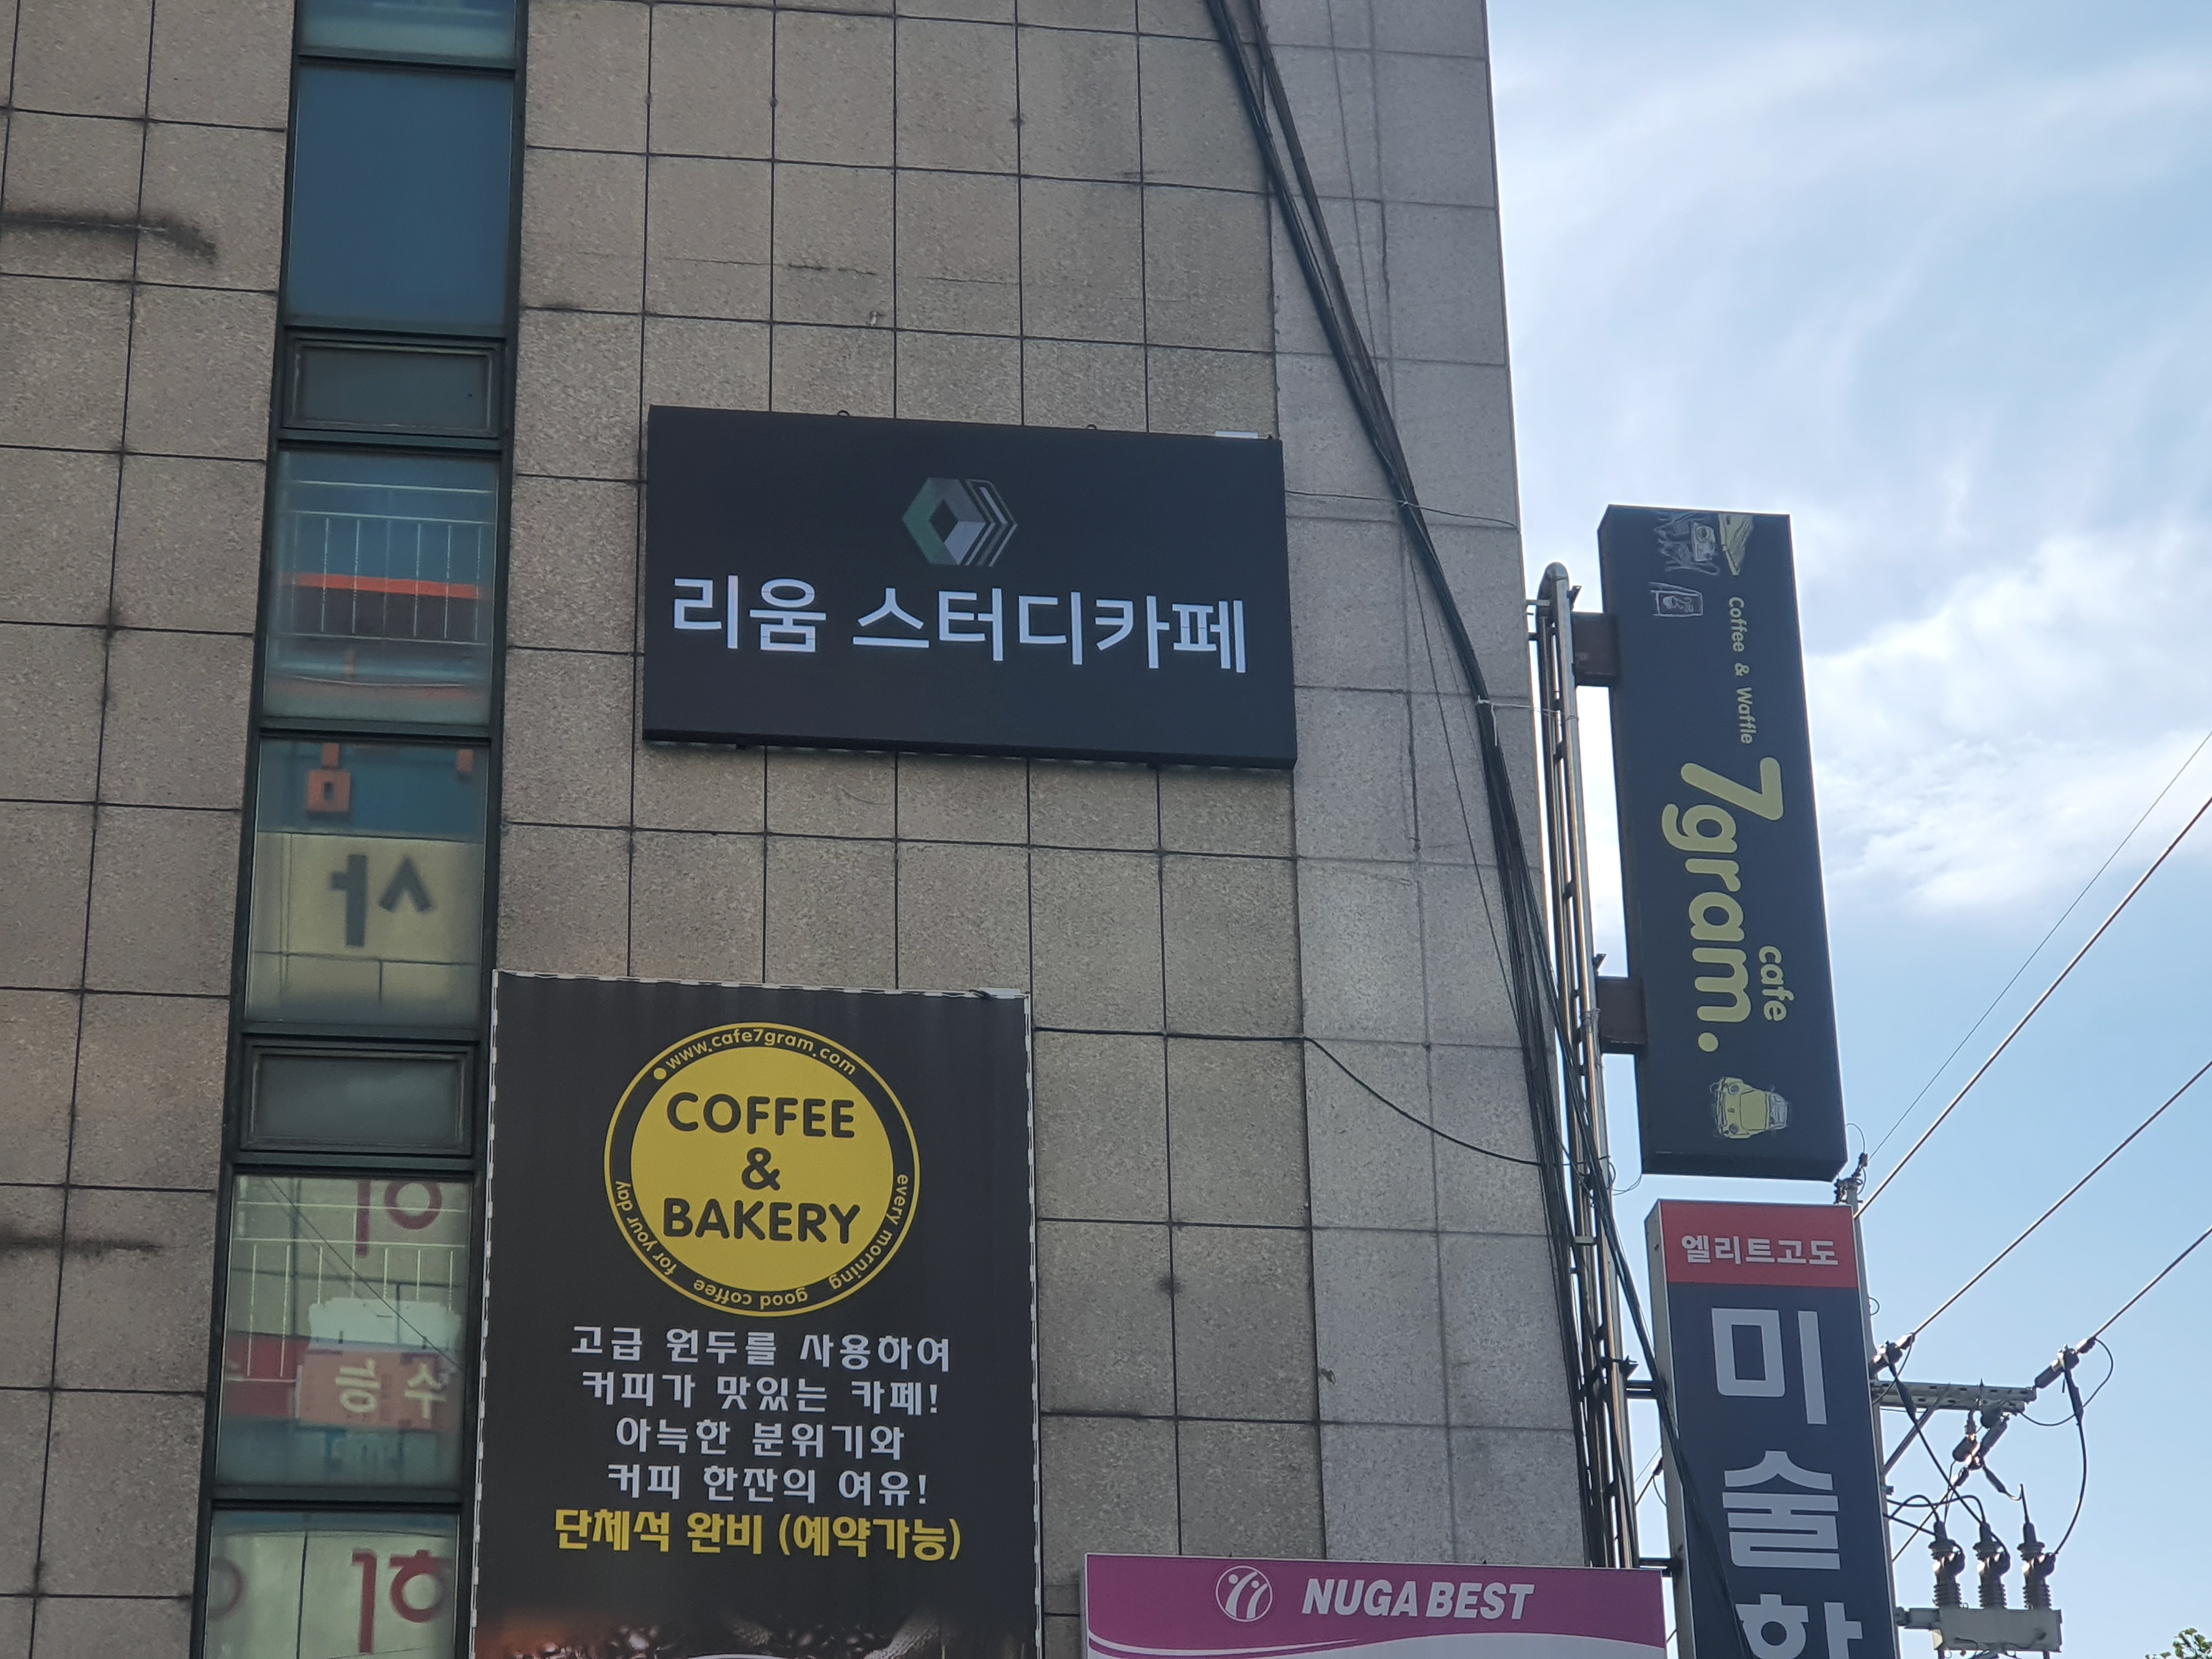 리움 스터디카페
Coffee & Waffle
7gram.
cafe
www.cafe7gram.com
COFFEE
&
BAKERY
every morning good coffee for your day
고급 원두를 사용하여
커피가 맛있는 카페!
아늑한 분위기와
커피 한잔의 여유!
단체석 완비 (예약가능)
엘리트고도
미술학
NUGA BEST